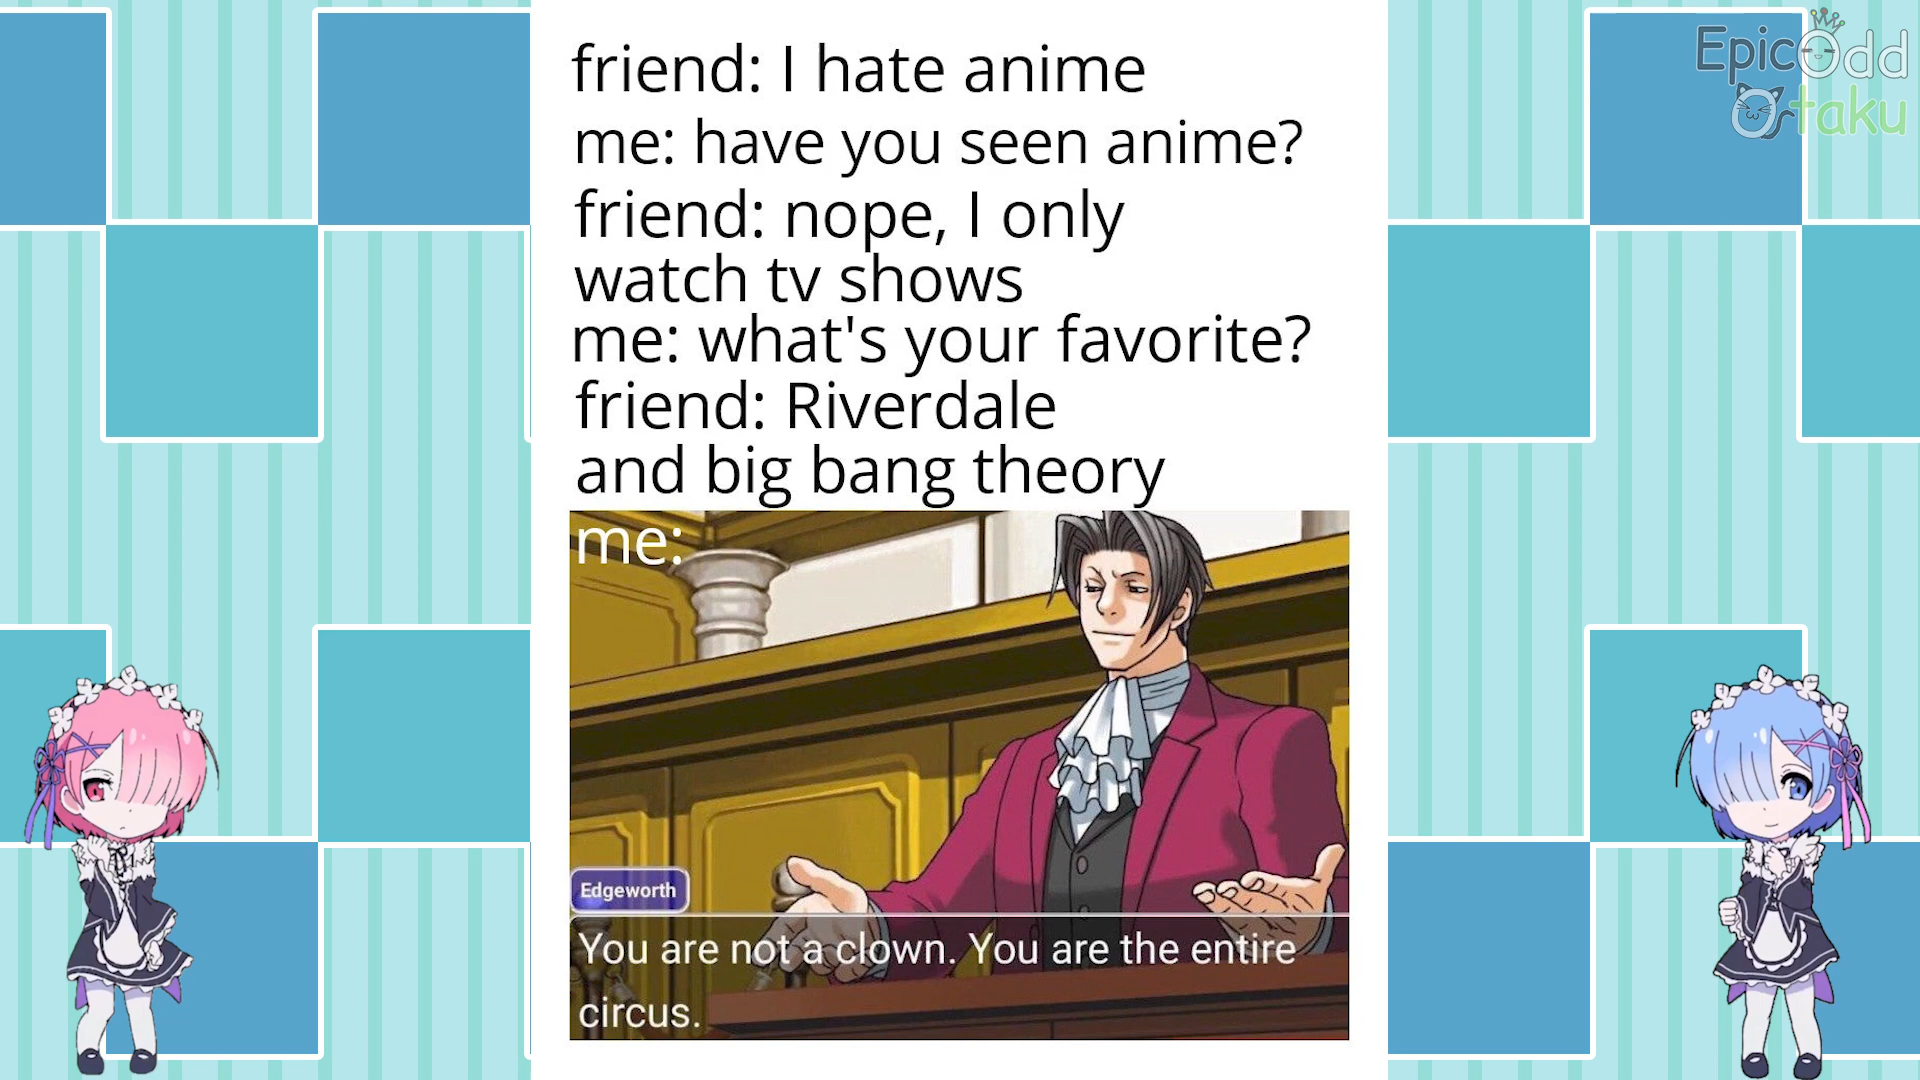 friend: I hate anime
me: have you seen anime?
friend: nope, I only
watch tv shows
me: what's your favorite?
friend: Riverdale
and big bang theory
me:
Edgeworth
You are not a clown. You are the entire
circus.
EpicOdd
Otaku